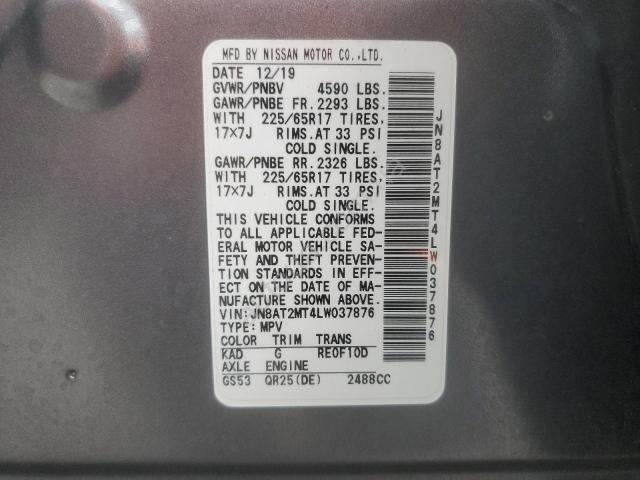 MFD BY NISSAN MOTOR CO.,LTD.
DATE 12/19
GVWR/PNBV 4590 LBS.
GAWR/PNBE FR. 2293 LBS.
WITH 225/65R17 TIRES,
17×7J RIMS. AT 33 PSI
COLD SINGLE.
GAWR/PNBE RR. 2326 LBS.
WITH 225/65R17 TIRES,
17×7J RIMS. AT 33 PSI
COLD SINGLE.
THIS VEHICLE CONFORMS
TO ALL APPLICABLE FED-
ERAL MOTOR VEHICLE SA-
FETY AND THEFT PREVEN-
TION STANDARDS IN EFF-
ECT ON THE DATE OF MA-
NUFACTURE SHOWN ABOVE.
VIN: JN8AT2MT4LW037876
TYPE: MPV
COLOR TRIM TRANS
KAD G RE0F10D
AXLE ENGINE
GS53 QR25(DE) 2488CC
JN8AT2MT4LW037876